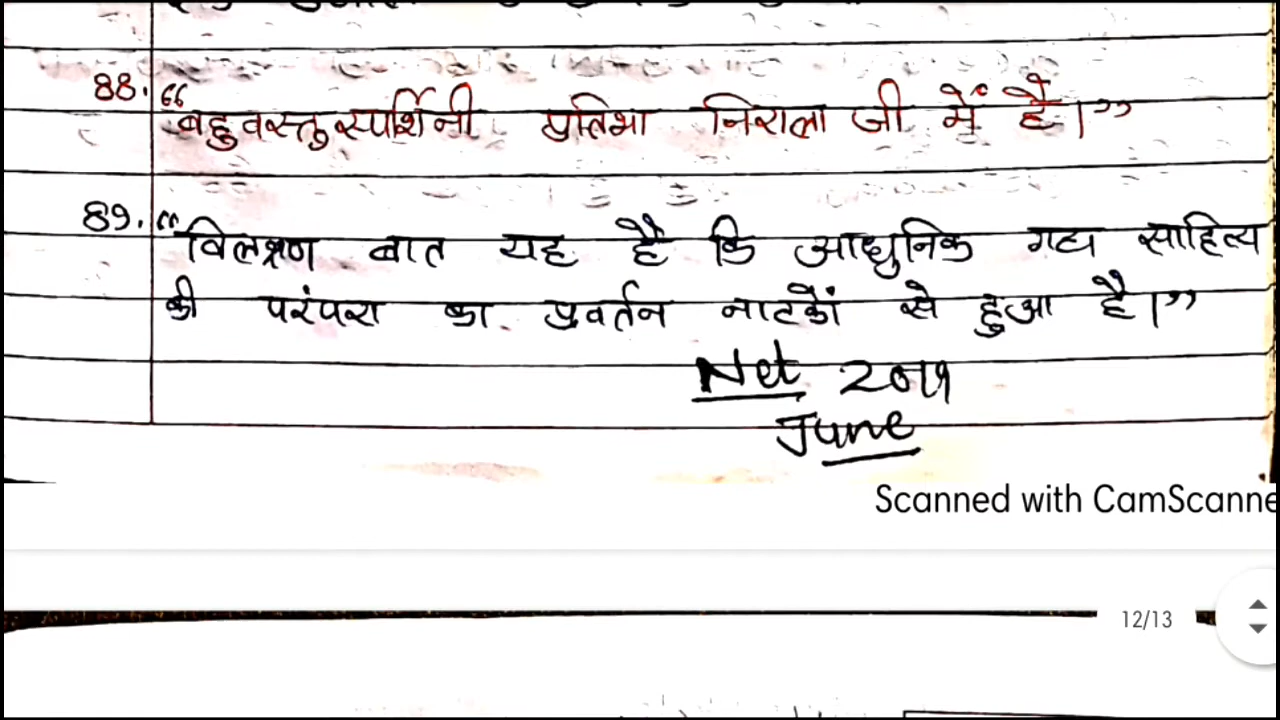 88. “बहुवस्तुस्पर्शिनी प्रतिभा निराला जी में है।”
89. “विलक्षण बात यह है कि आधुनिक गद्य साहित्य
की परंपरा का प्रवर्तन नाटकों से हुआ है।”
Net 2019
June
Scanned with CamScanne
12/13